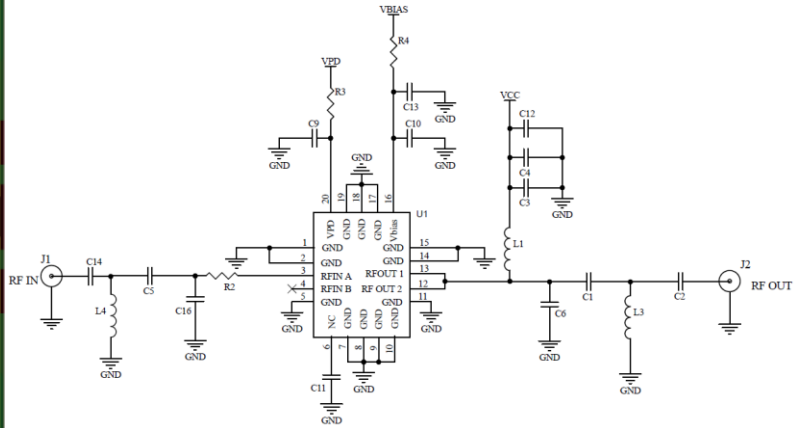 VBIAS
R4
VPD
R3
C13
GND
VCC
C12
C9
C10
GND
GND
GND
C4
C3
GND
20
19
18
17
16
U1
VPD
GND
GND
GND
Vbias
L1
1
GND
GND
15
2
GND
GND
14
J1
RF IN
C14
C5
R2
3
RFIN A
RFOUT 1
13
4
RFIN B
RF OUT 2
12
5
GND
GND
11
J2
RF OUT
C1
C2
L4
C16
C6
L3
GND
GND
NC
GND
GND
GND
GND
6
7
8
9
10
GND
GND
GND
C11
GND
GND
GND